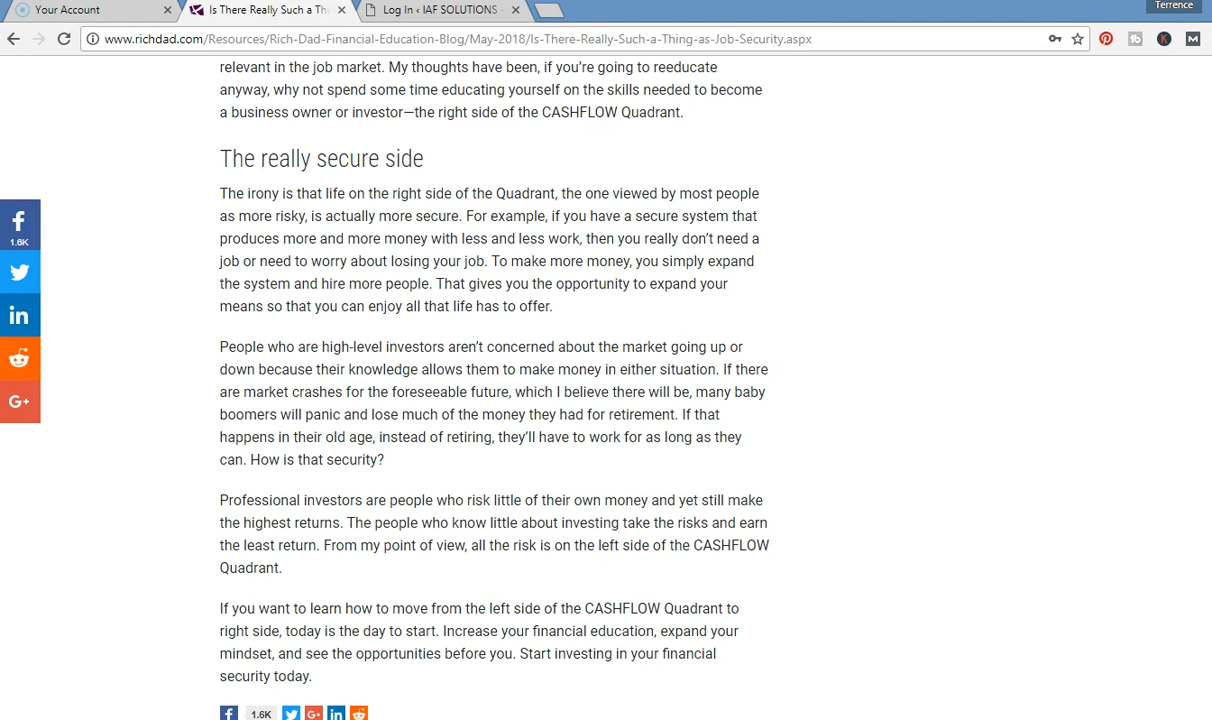 Your Account
Is There Really Such a Th
Log In ‹ IAF SOLUTIONS
Terrence
www.richdad.com/Resources/Rich-Dad-Financial-Education-Blog/May-2018/Is-There-Really-Such-a-Thing-as-Job-Security.aspx
relevant in the job market. My thoughts have been, if you’re going to reeducate
anyway, why not spend some time educating yourself on the skills needed to become
a business owner or investor—the right side of the CASHFLOW Quadrant.
The really secure side
The irony is that life on the right side of the Quadrant, the one viewed by most people
as more risky, is actually more secure. For example, if you have a secure system that
produces more and more money with less and less work, then you really don’t need a
job or need to worry about losing your job. To make more money, you simply expand
the system and hire more people. That gives you the opportunity to expand your
means so that you can enjoy all that life has to offer.
1.6K
People who are high-level investors aren’t concerned about the market going up or
down because their knowledge allows them to make money in either situation. If there
are market crashes for the foreseeable future, which I believe there will be, many baby
boomers will panic and lose much of the money they had for retirement. If that
happens in their old age, instead of retiring, they’ll have to work for as long as they
can. How is that security?
Professional investors are people who risk little of their own money and yet still make
the highest returns. The people who know little about investing take the risks and earn
the least return. From my point of view, all the risk is on the left side of the CASHFLOW
Quadrant.
If you want to learn how to move from the left side of the CASHFLOW Quadrant to
right side, today is the day to start. Increase your financial education, expand your
mindset, and see the opportunities before you. Start investing in your financial
security today.
1.6K